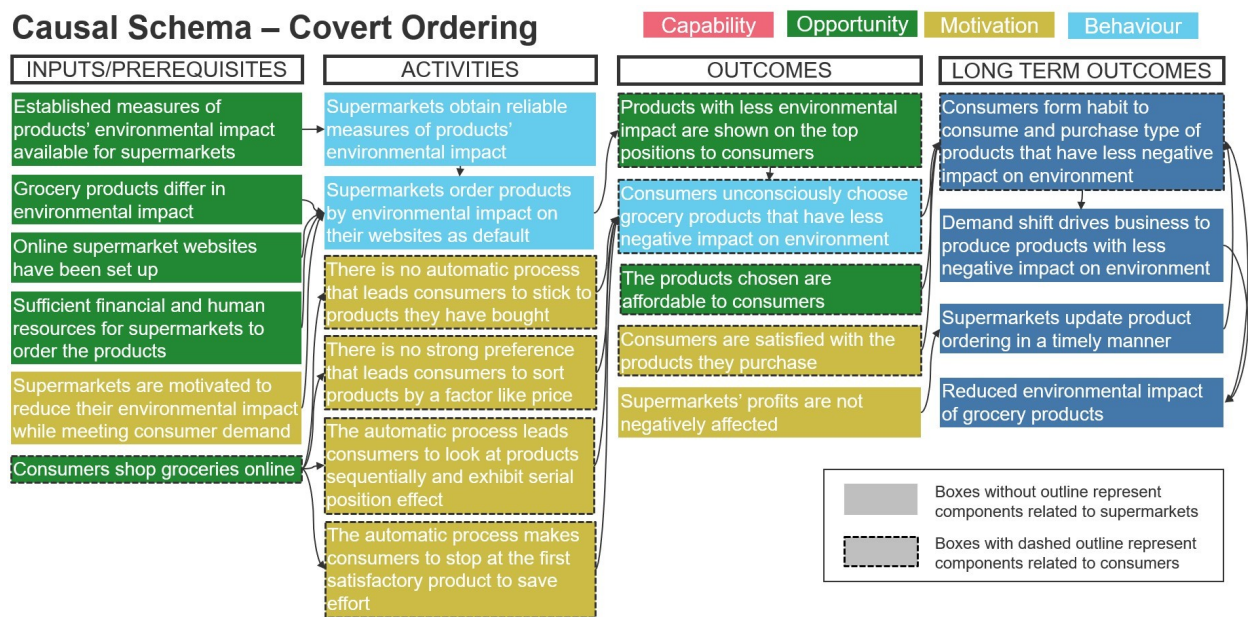 Causal Schema – Covert Ordering
Capability
Opportunity
Motivation
Behaviour
INPUTS/PREREQUISITES
Established measures of
products’ environmental impact
available for supermarkets
Grocery products differ in
environmental impact
Online supermarket websites
have been set up
Sufficient financial and human
resources for supermarkets to
order the products
Supermarkets are motivated to
reduce their environmental impact
while meeting consumer demand
Consumers shop groceries online
ACTIVITIES
Supermarkets obtain reliable
measures of products’
environmental impact
Supermarkets order products
by environmental impact on
their websites as default
There is no automatic process
that leads consumers to stick to
products they have bought
There is no strong preference
that leads consumers to sort
products by a factor like price
The automatic process leads
consumers to look at products
sequentially and exhibit serial
position effect
The automatic process makes
consumers to stop at the first
satisfactory product to save
effort
OUTCOMES
Products with less environmental
impact are shown on the top
positions to consumers
Consumers unconsciously choose
grocery products that have less
negative impact on environment
The products chosen are
affordable to consumers
Consumers are satisfied with the
products they purchase
Supermarkets’ profits are not
negatively affected
LONG TERM OUTCOMES
Consumers form habit to
consume and purchase type of
products that have less negative
impact on environment
Demand shift drives business to
produce products with less
negative impact on environment
Supermarkets update product
ordering in a timely manner
Reduced environmental impact
of grocery products
Boxes without outline represent
components related to supermarkets
Boxes with dashed outline represent
components related to consumers